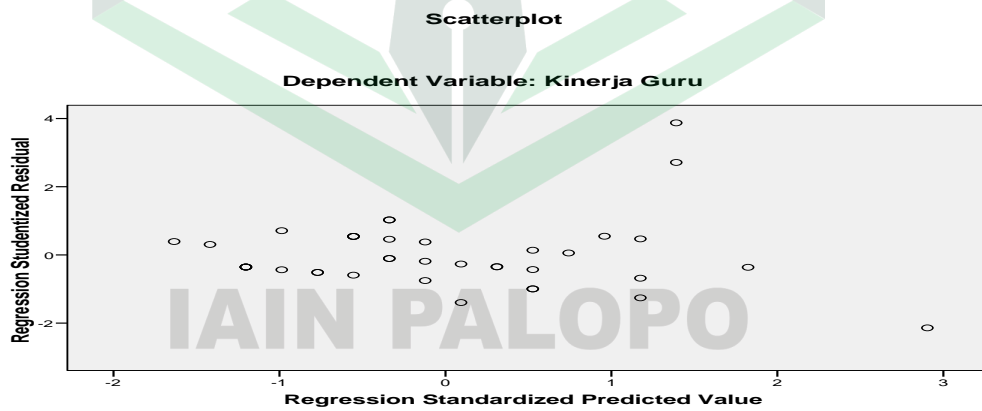 Scatterplot
Dependent Variable: Kinerja Guru
Regression Studentized Residual
4
2
0
-2
IAIN PALOPO
-2 -1 0 1 2 3
Regression Standardized Predicted Value